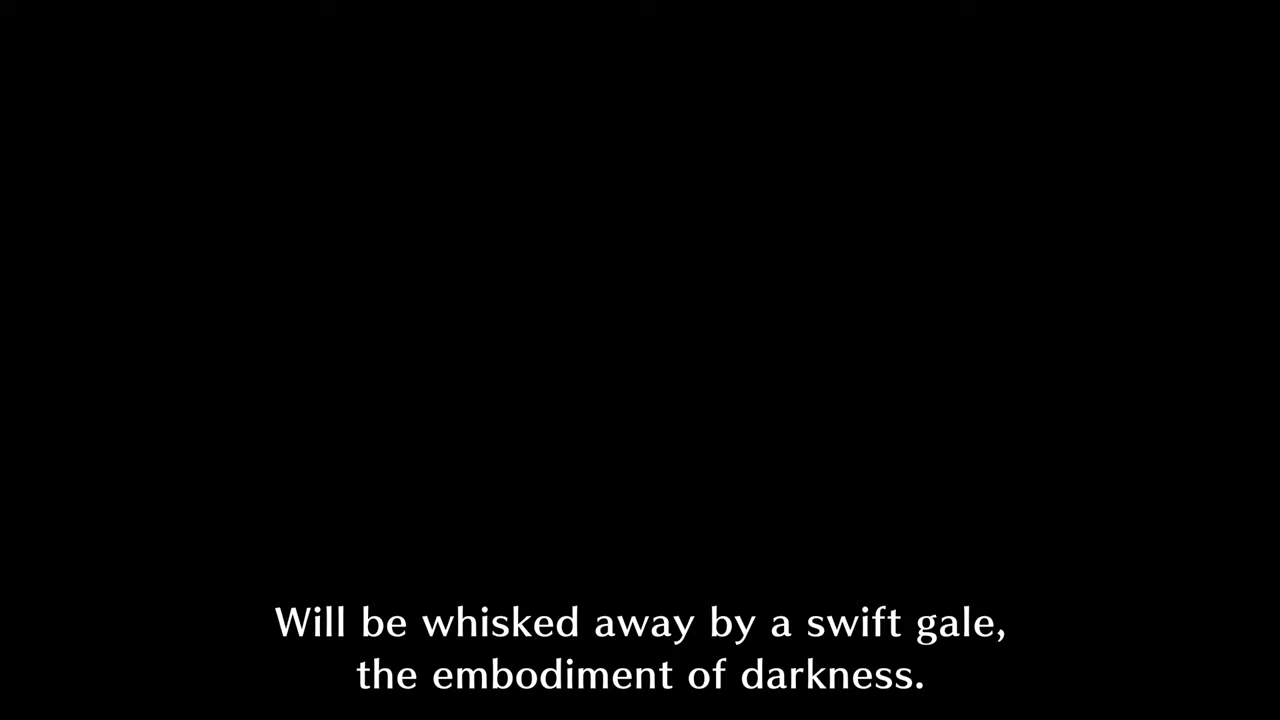 Will be whisked away by a swift gale,
the embodiment of darkness.